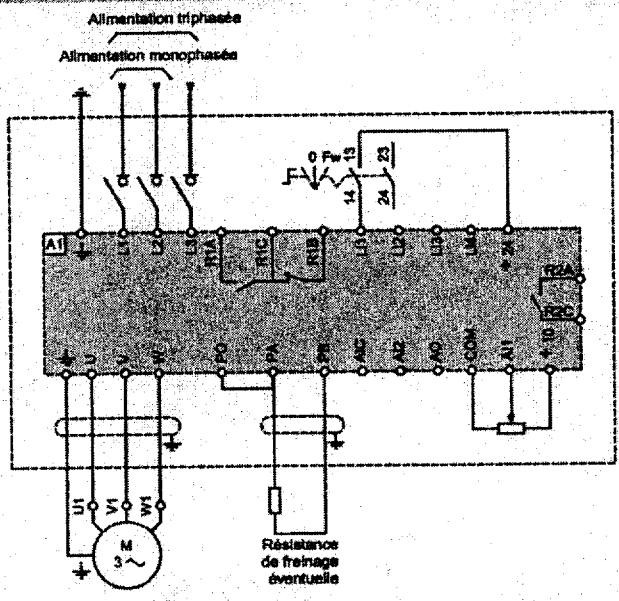 Alimentation triphasée
Alimentation monophasée
0 Fw 13 23
14 24
A1 L1 L2 L3 R1A R1C R1B LI1 LI2 LI3 LI4 + 24
R2A
R2C
U V W PO PA PB AIC AI2 AO COM AI1 + 10
U1 V1 W1
M
3
Résistance
de freinage
éventuelle